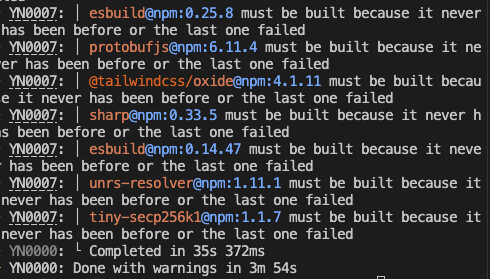 YN0007: │ esbuild@npm:0.25.8 must be built because it never
has been before or the last one failed
YN0007: │ protobufjs@npm:6.11.4 must be built because it ne
ver has been before or the last one failed
YN0007: │ @tailwindcss/oxide@npm:4.1.11 must be built becau
se it never has been before or the last one failed
YN0007: │ sharp@npm:0.33.5 must be built because it never h
as been before or the last one failed
YN0007: │ esbuild@npm:0.14.47 must be built because it neve
r has been before or the last one failed
YN0007: │ unrs-resolver@npm:1.11.1 must be built because it
never has been before or the last one failed
YN0007: │ tiny-secp256k1@npm:1.1.7 must be built because it
never has been before or the last one failed
YN0000: └ Completed in 35s 372ms
YN0000: Done with warnings in 3m 54s